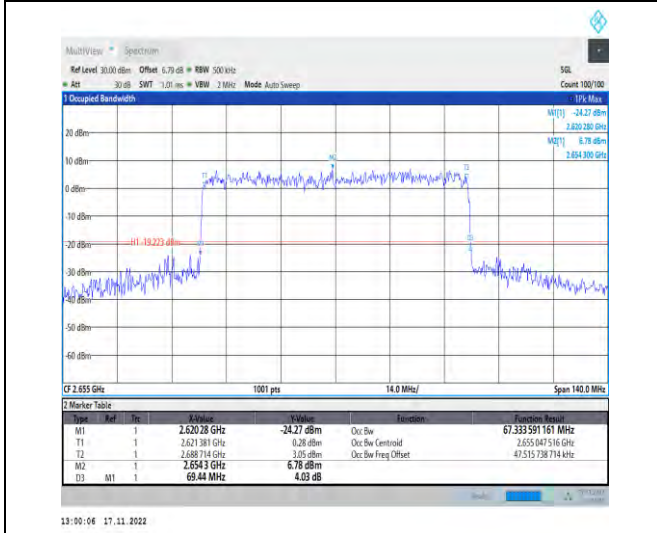 MultiView Spectrum
Ref Level 30.00 dBm Offset 6.79 dB RBW 500 kHz SGL
Att 30 dB SWT 1.01 ms VBW 2 MHz Mode Auto Sweep Count 100/100
1 Occupied Bandwidth 1Pk Max
M1[1] -24.27 dBm
2.620 280 GHz
M2[1] 6.78 dBm
2.654 300 GHz
20 dBm
10 dBm
M2
T1
T2
0 dBm
-10 dBm
D3
-20 dBm
H1 -19.223 dBm
-30 dBm
-40 dBm
-50 dBm
-60 dBm
CF 2.655 GHz 1001 pts 14.0 MHz/ Span 140.0 MHz
2 Marker Table
Type Ref Trc X-Value Y-Value Function Function Result
M1 1 2.62028 GHz -24.27 dBm Occ Bw 67.333 591 161 MHz
T1 1 2.621 381 GHz 0.28 dBm Occ Bw Centroid 2.655 047 516 GHz
T2 1 2.688 714 GHz 3.05 dBm Occ Bw Freq Offset 47.515 738 714 kHz
M2 1 2.6543 GHz 6.78 dBm
D3 M1 1 69.44 MHz 4.03 dB
13:00:06 17.11.2022